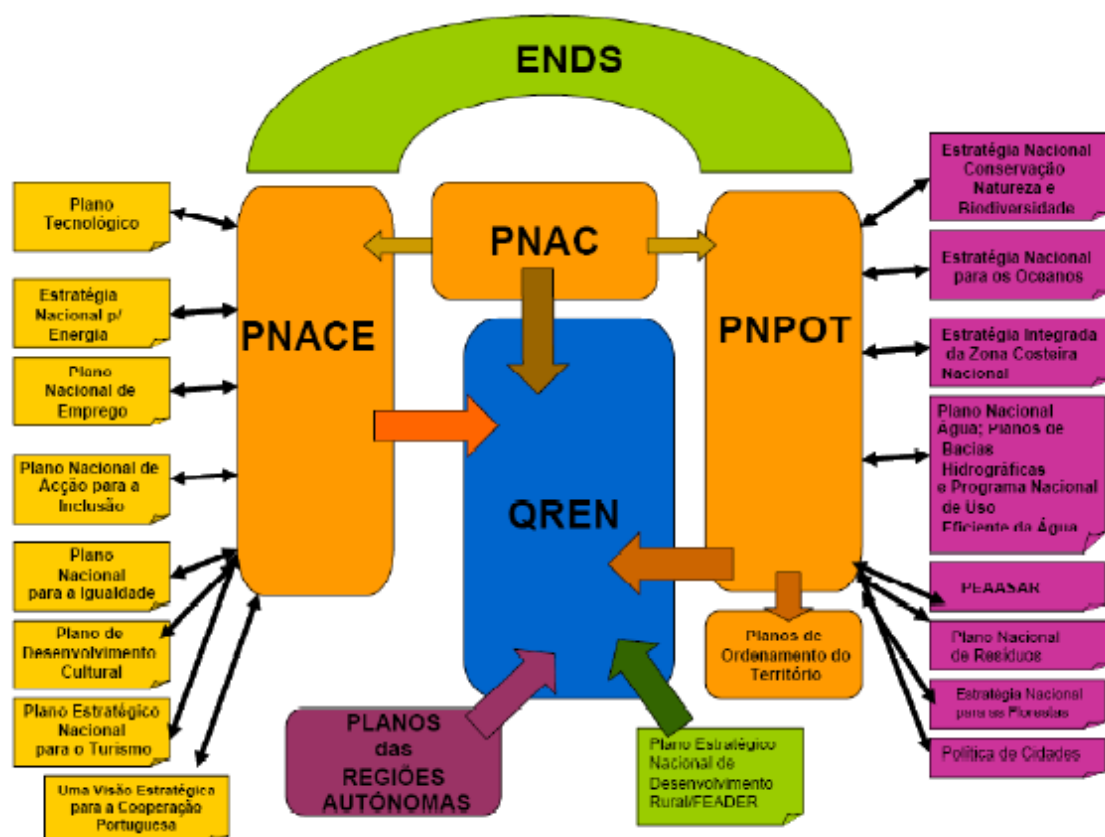 ENDS
Plano
Tecnológico
Estratégia
Nacional p/
Energia
Plano
Nacional de
Emprego
Plano Nacional de
Acção para a
Inclusão
Plano
Nacional
para a Igualdade
Plano de
Desenvolvimento
Cultural
Plano Estratégico
Nacional
para o Turismo
Uma Visão Estratégica
para a Cooperação
Portuguesa
PNACE
PNAC
QREN
PNPOT
Planos de
Ordenamento do
Território
PLANOS
das
REGIÕES
AUTÓNOMAS
Plano Estratégico
Nacional de
Desenvolvimento
Rural/FEADER
Estratégia Nacional
Conservação
Natureza e
Biodiversidade
Estratégia Nacional
para os Oceanos
Estratégia Integrada
da Zona Costeira
Nacional
Plano Nacional
Água; Planos de
Bacias
Hidrográficas
e Programa Nacional
de Uso
Eficiente da Água
PEAASAR
Plano Nacional
de Resíduos
Estratégia Nacional
para as Florestas
Política de Cidades